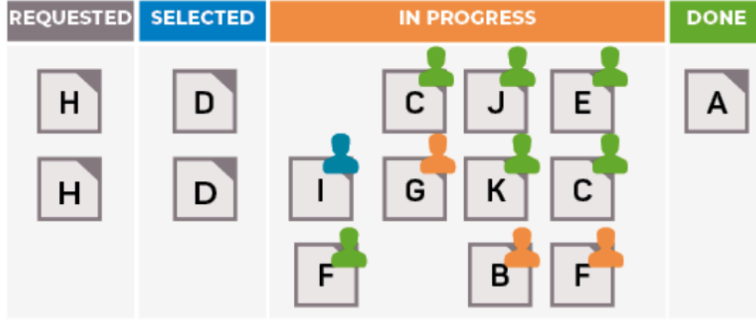 REQUESTED SELECTED IN PROGRESS DONE
H D C J E A
H D I G K C
F B F